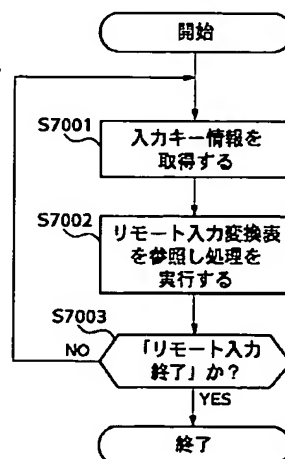 開始
S7001
入力キー情報を
取得する
S7002
リモート入力変換表
を参照し処理を
実行する
S7003
「リモート入力
終了」か?
NO
YES
終了